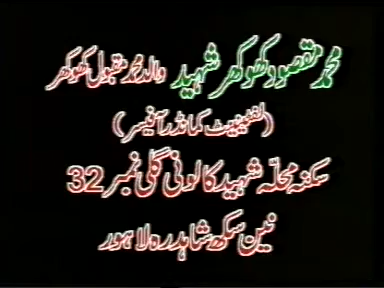 محمد مقصود کھوکھر شہید والد محمد مقبول کھوکھر
(لفٹینینٹ کمانڈر آفیسر)
سکنہ محلہ شہید کالونی گلی نمبر 32
نین سکھ شاہدرہ لاہور